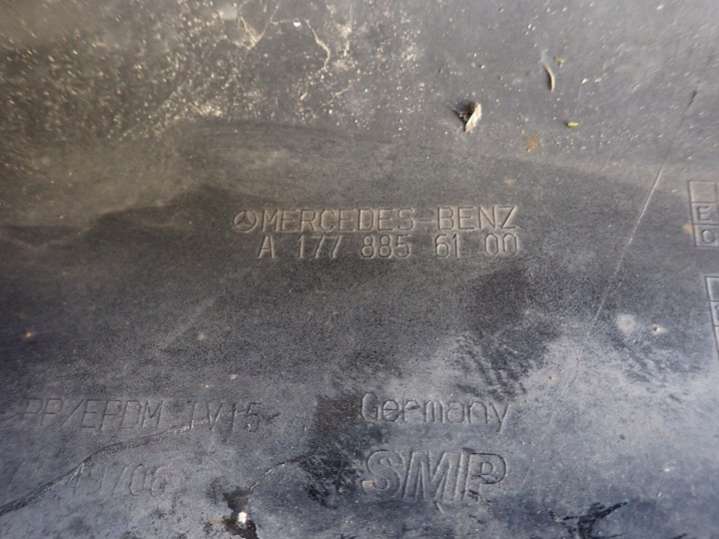 MERCEDES-BENZ
A 177 885 61 00
E
C
PP/EPDM TV15
Germany
SMP